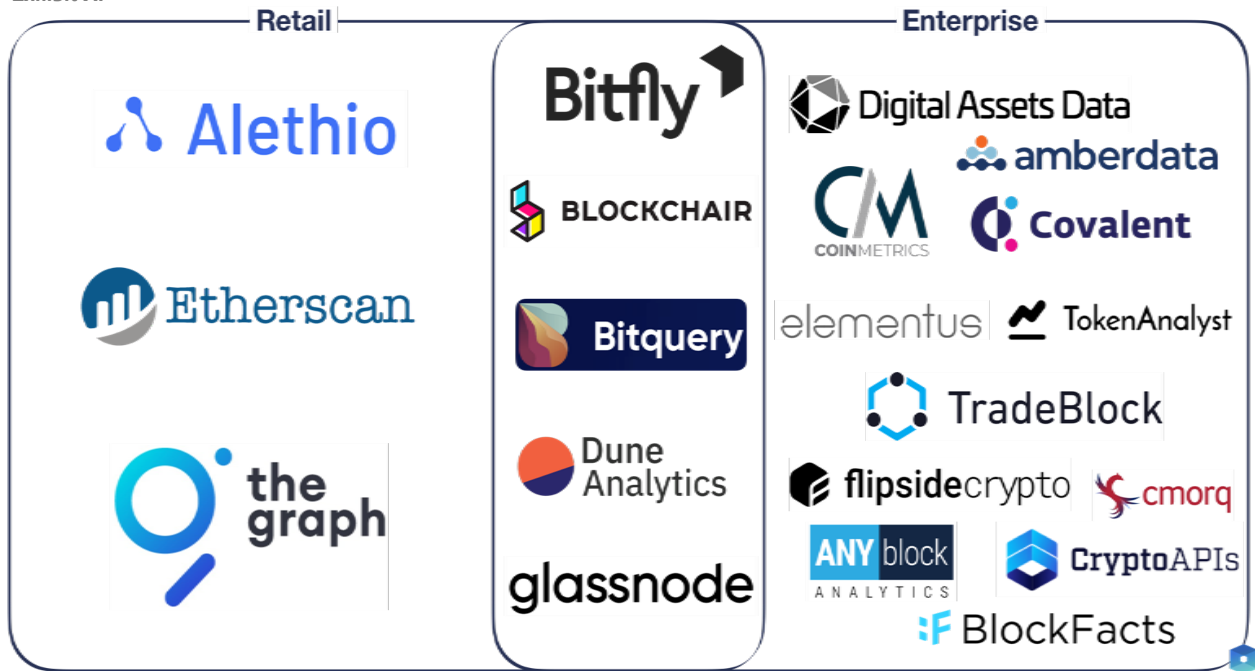 Retail
Enterprise
Alethio
Etherscan
the
graph
Bitfly
BLOCKCHAIR
Bitquery
Dune
Analytics
glassnode
Digital Assets Data
amberdata
CM
COINMETRICS
Covalent
elementus
TokenAnalyst
TradeBlock
flipsidecrypto
cmorq
ANY block
ANALYTICS
CryptoAPIs
:F BlockFacts